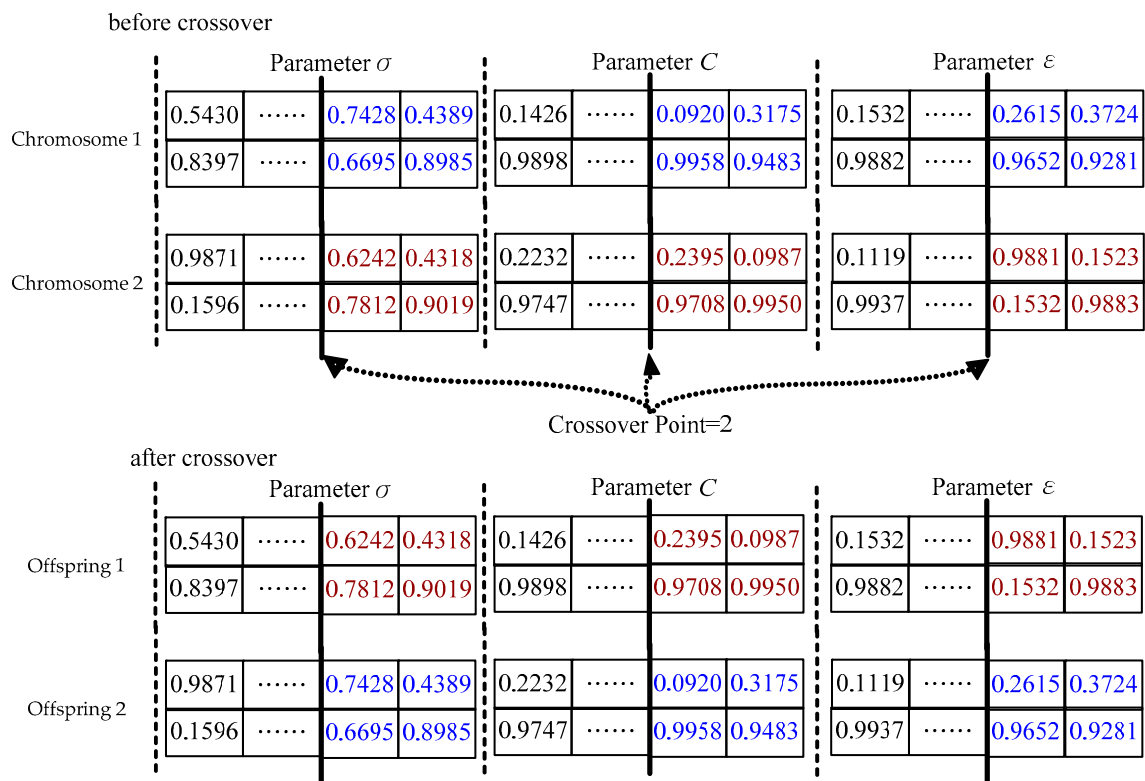 before crossover
Parameter σ Parameter C Parameter ε
0.5430 ······ 0.7428 0.4389 0.1426 ······ 0.0920 0.3175 0.1532 ······ 0.2615 0.3724
Chromosome 1
0.8397 ······ 0.6695 0.8985 0.9898 ······ 0.9958 0.9483 0.9882 ······ 0.9652 0.9281
0.9871 ······ 0.6242 0.4318 0.2232 ······ 0.2395 0.0987 0.1119 ······ 0.9881 0.1523
Chromosome 2
0.1596 ······ 0.7812 0.9019 0.9747 ······ 0.9708 0.9950 0.9937 ······ 0.1532 0.9883
Crossover Point=2
after crossover
Parameter σ Parameter C Parameter ε
0.5430 ······ 0.6242 0.4318 0.1426 ······ 0.2395 0.0987 0.1532 ······ 0.9881 0.1523
Offspring 1
0.8397 ······ 0.7812 0.9019 0.9898 ······ 0.9708 0.9950 0.9882 ······ 0.1532 0.9883
0.9871 ······ 0.7428 0.4389 0.2232 ······ 0.0920 0.3175 0.1119 ······ 0.2615 0.3724
Offspring 2
0.1596 ······ 0.6695 0.8985 0.9747 ······ 0.9958 0.9483 0.9937 ······ 0.9652 0.9281